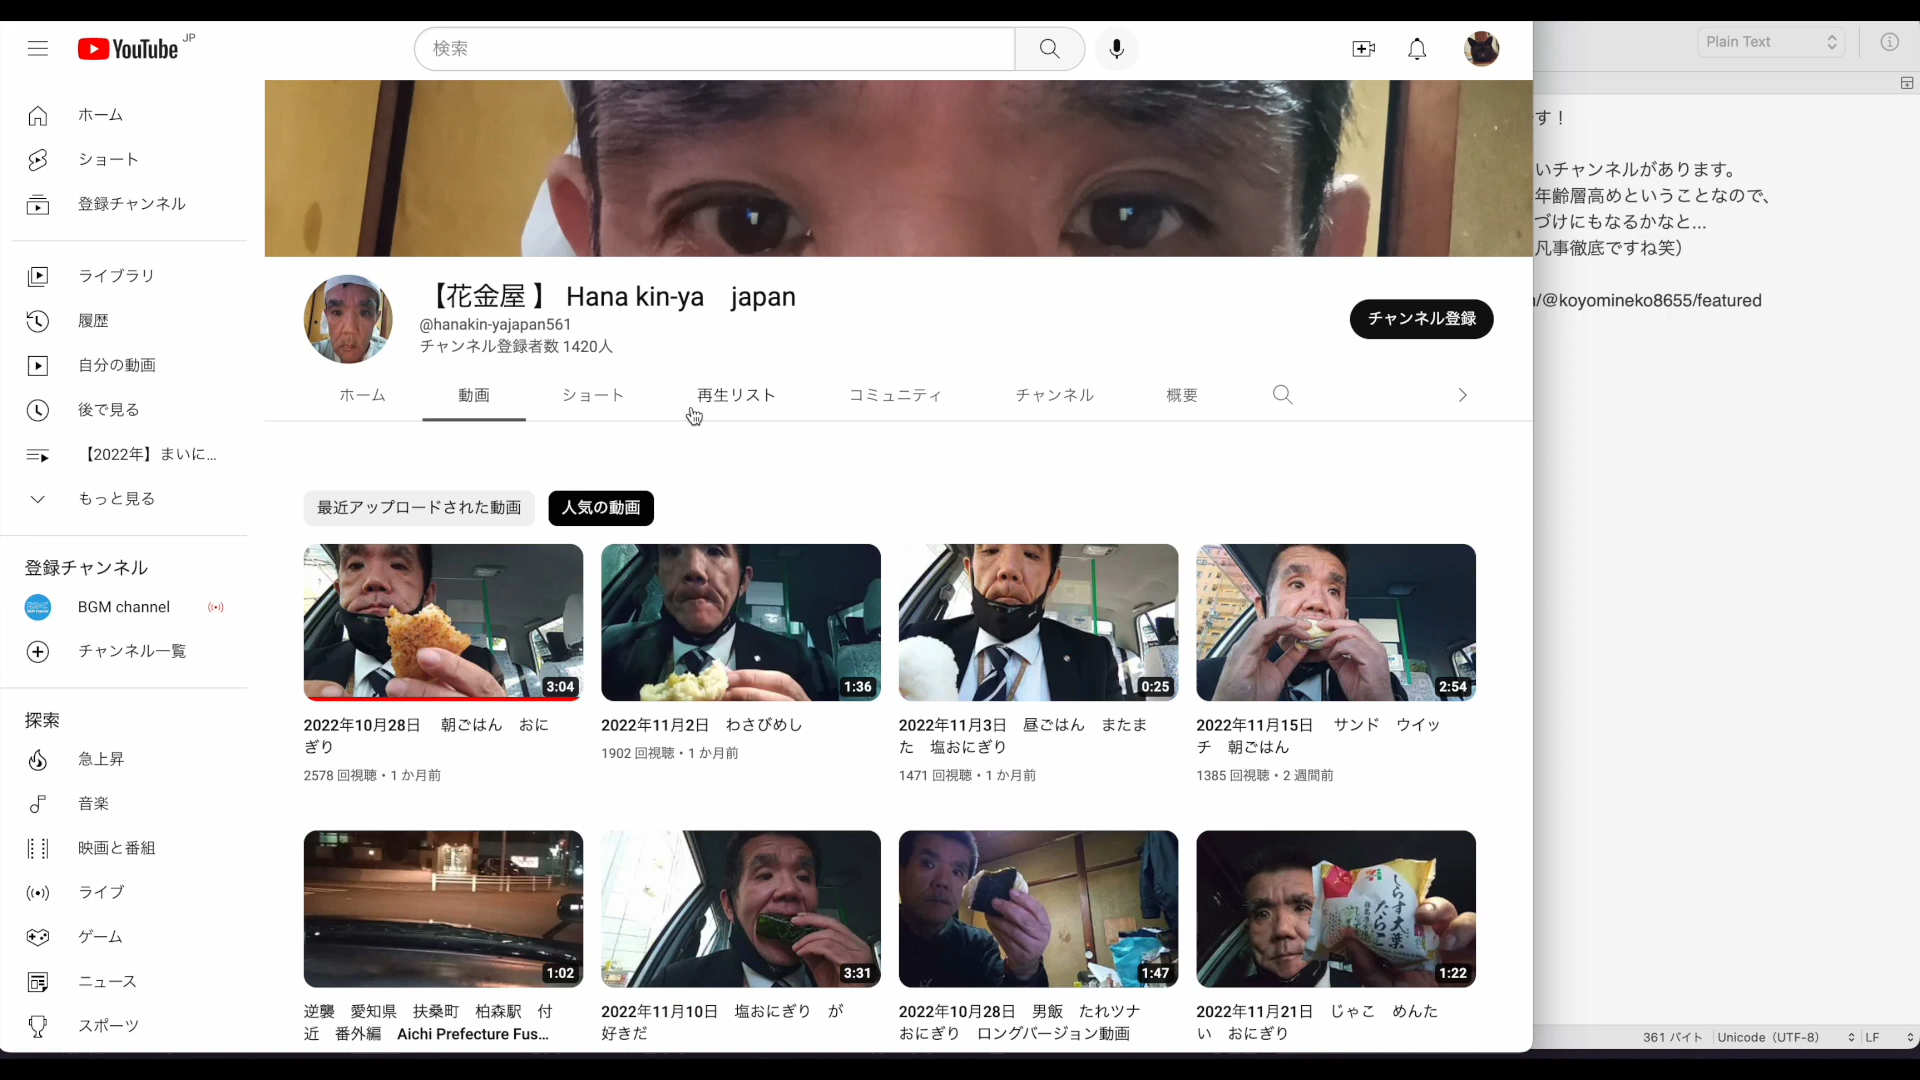 YouTube JP
検索
Plain Text
ホーム
ショート
登録チャンネル
ライブラリ
履歴
自分の動画
後で見る
【2022年】まいに...
もっと見る
登録チャンネル
BGM channel
チャンネル一覧
探索
急上昇
音楽
映画と番組
ライブ
ゲーム
ニュース
スポーツ
【花金屋 】 Hana kin-ya　japan
@hanakin-yajapan561
チャンネル登録者数 1420人
チャンネル登録
ホーム 動画 ショート 再生リスト コミュニティ チャンネル 概要
最近アップロードされた動画 人気の動画
3:04
1:36
0:25
2:54
2022年10月28日　朝ごはん　おに
ぎり
2578 回視聴・1 か月前
2022年11月2日　わさびめし
1902 回視聴・1 か月前
2022年11月3日　昼ごはん　またま
た　塩おにぎり
1471 回視聴・1 か月前
2022年11月15日　サンド　ウイッ
チ　朝ごはん
1385 回視聴・2 週間前
1:02
3:31
1:47
しらす大葉
たらこ
1:22
逆襲　愛知県　扶桑町　柏森駅　付
近　番外編　Aichi Prefecture Fus...
2022年11月10日　塩おにぎり　が
好きだ
2022年10月28日　男飯　たれツナ
おにぎり　ロングバージョン動画
2022年11月21日　じゃこ　めんた
い　おにぎり
す！
いチャンネルがあります。
年齢層高めということなので、
づけにもなるかなと...
凡事徹底ですね笑）
/@koyomineko8655/featured
361 バイト Unicode（UTF-8） LF